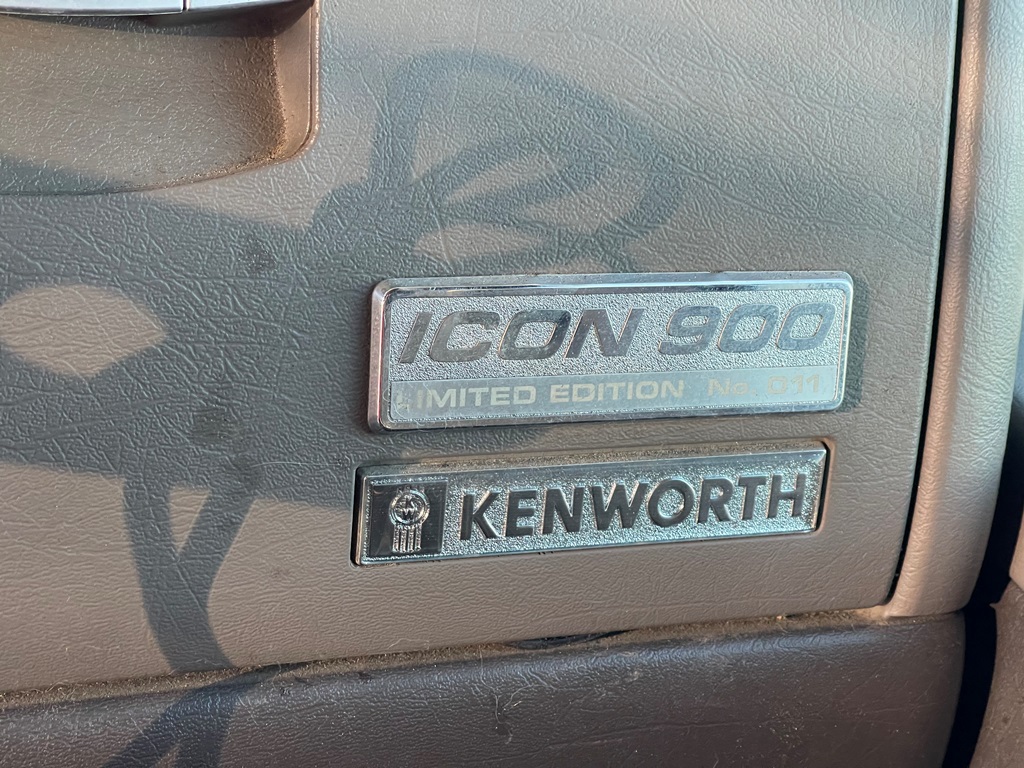 ICON 900
LIMITED EDITION No. 011
KENWORTH